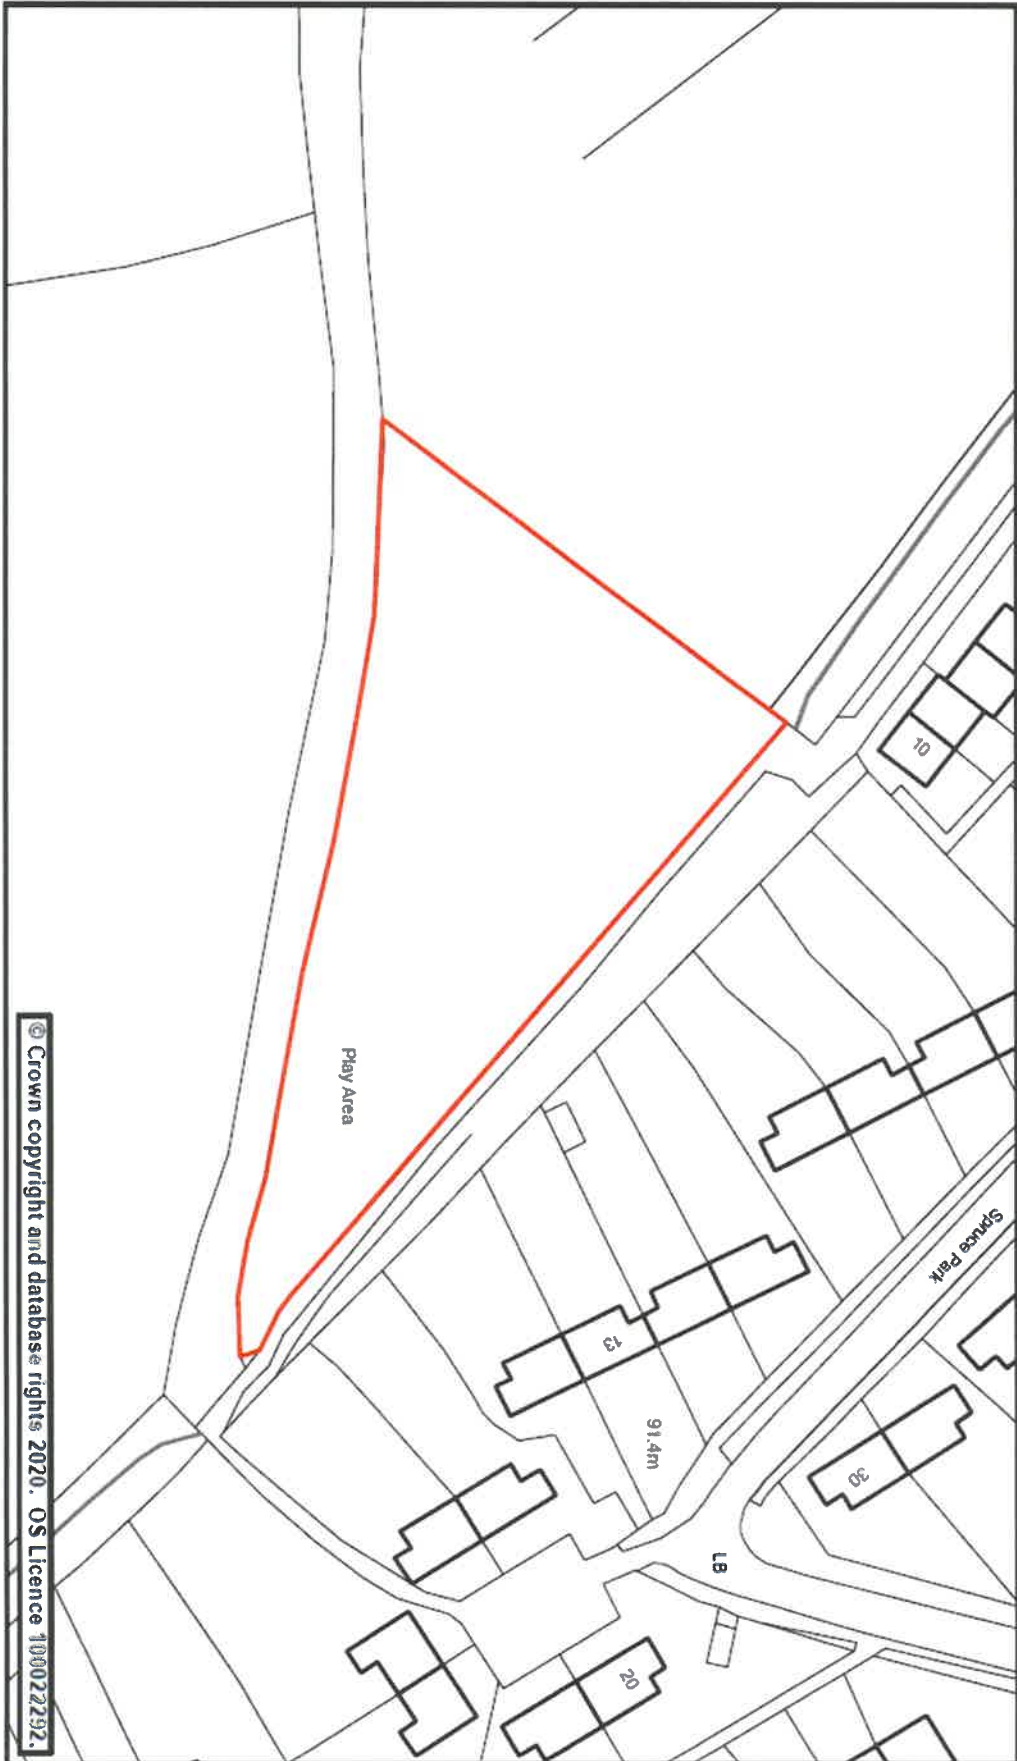 10
Play Area
Spruce Park
13
91.4m
30
LB
20
© Crown copyright and database rights 2020. OS Licence 100022292.